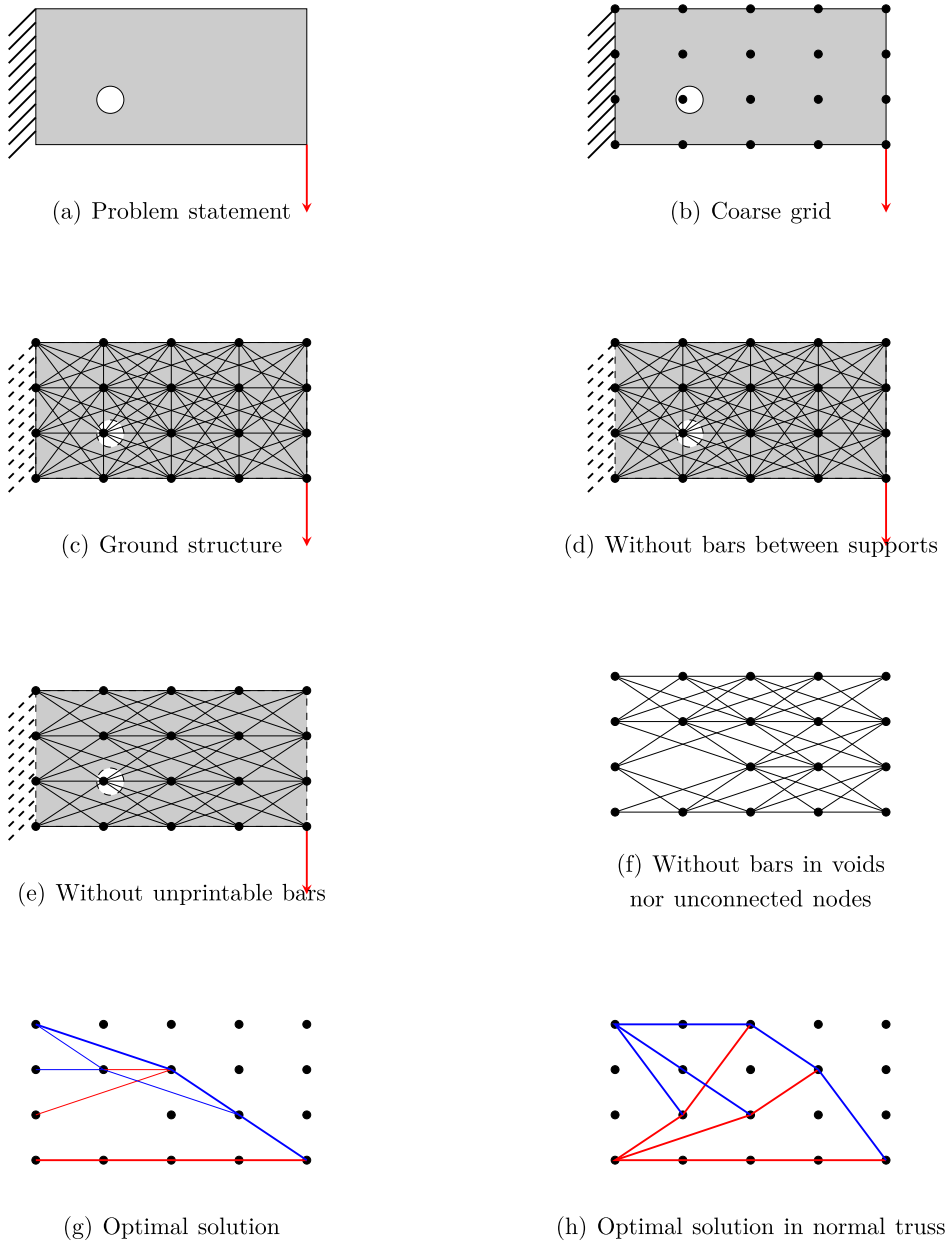 (a) Problem statement
(b) Coarse grid
(c) Ground structure
(d) Without bars between supports
(e) Without unprintable bars
(f) Without bars in voids
nor unconnected nodes
(g) Optimal solution
(h) Optimal solution in normal truss